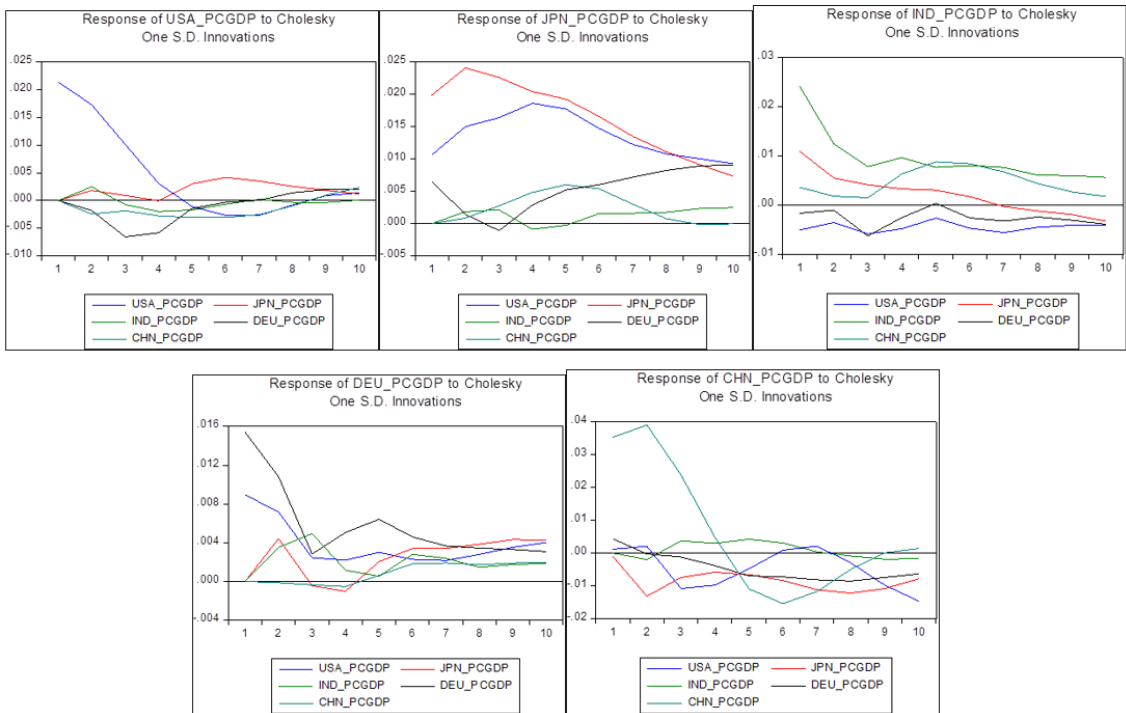 Response of USA_PCGDP to Cholesky
One S.D. Innovations
.025
.020
.015
.010
.005
.000
-.005
-.010
1 2 3 4 5 6 7 8 9 10
USA_PCGDP JPN_PCGDP
IND_PCGDP DEU_PCGDP
CHN_PCGDP
Response of JPN_PCGDP to Cholesky
One S.D. Innovations
.025
.020
.015
.010
.005
.000
-.005
1 2 3 4 5 6 7 8 9 10
USA_PCGDP JPN_PCGDP
IND_PCGDP DEU_PCGDP
CHN_PCGDP
Response of IND_PCGDP to Cholesky
One S.D. Innovations
.03
.02
.01
.00
-.01
1 2 3 4 5 6 7 8 9 10
USA_PCGDP JPN_PCGDP
IND_PCGDP DEU_PCGDP
CHN_PCGDP
Response of DEU_PCGDP to Cholesky
One S.D. Innovations
.016
.012
.008
.004
.000
-.004
1 2 3 4 5 6 7 8 9 10
USA_PCGDP JPN_PCGDP
IND_PCGDP DEU_PCGDP
CHN_PCGDP
Response of CHN_PCGDP to Cholesky
One S.D. Innovations
.04
.03
.02
.01
.00
-.01
-.02
1 2 3 4 5 6 7 8 9 10
USA_PCGDP JPN_PCGDP
IND_PCGDP DEU_PCGDP
CHN_PCGDP